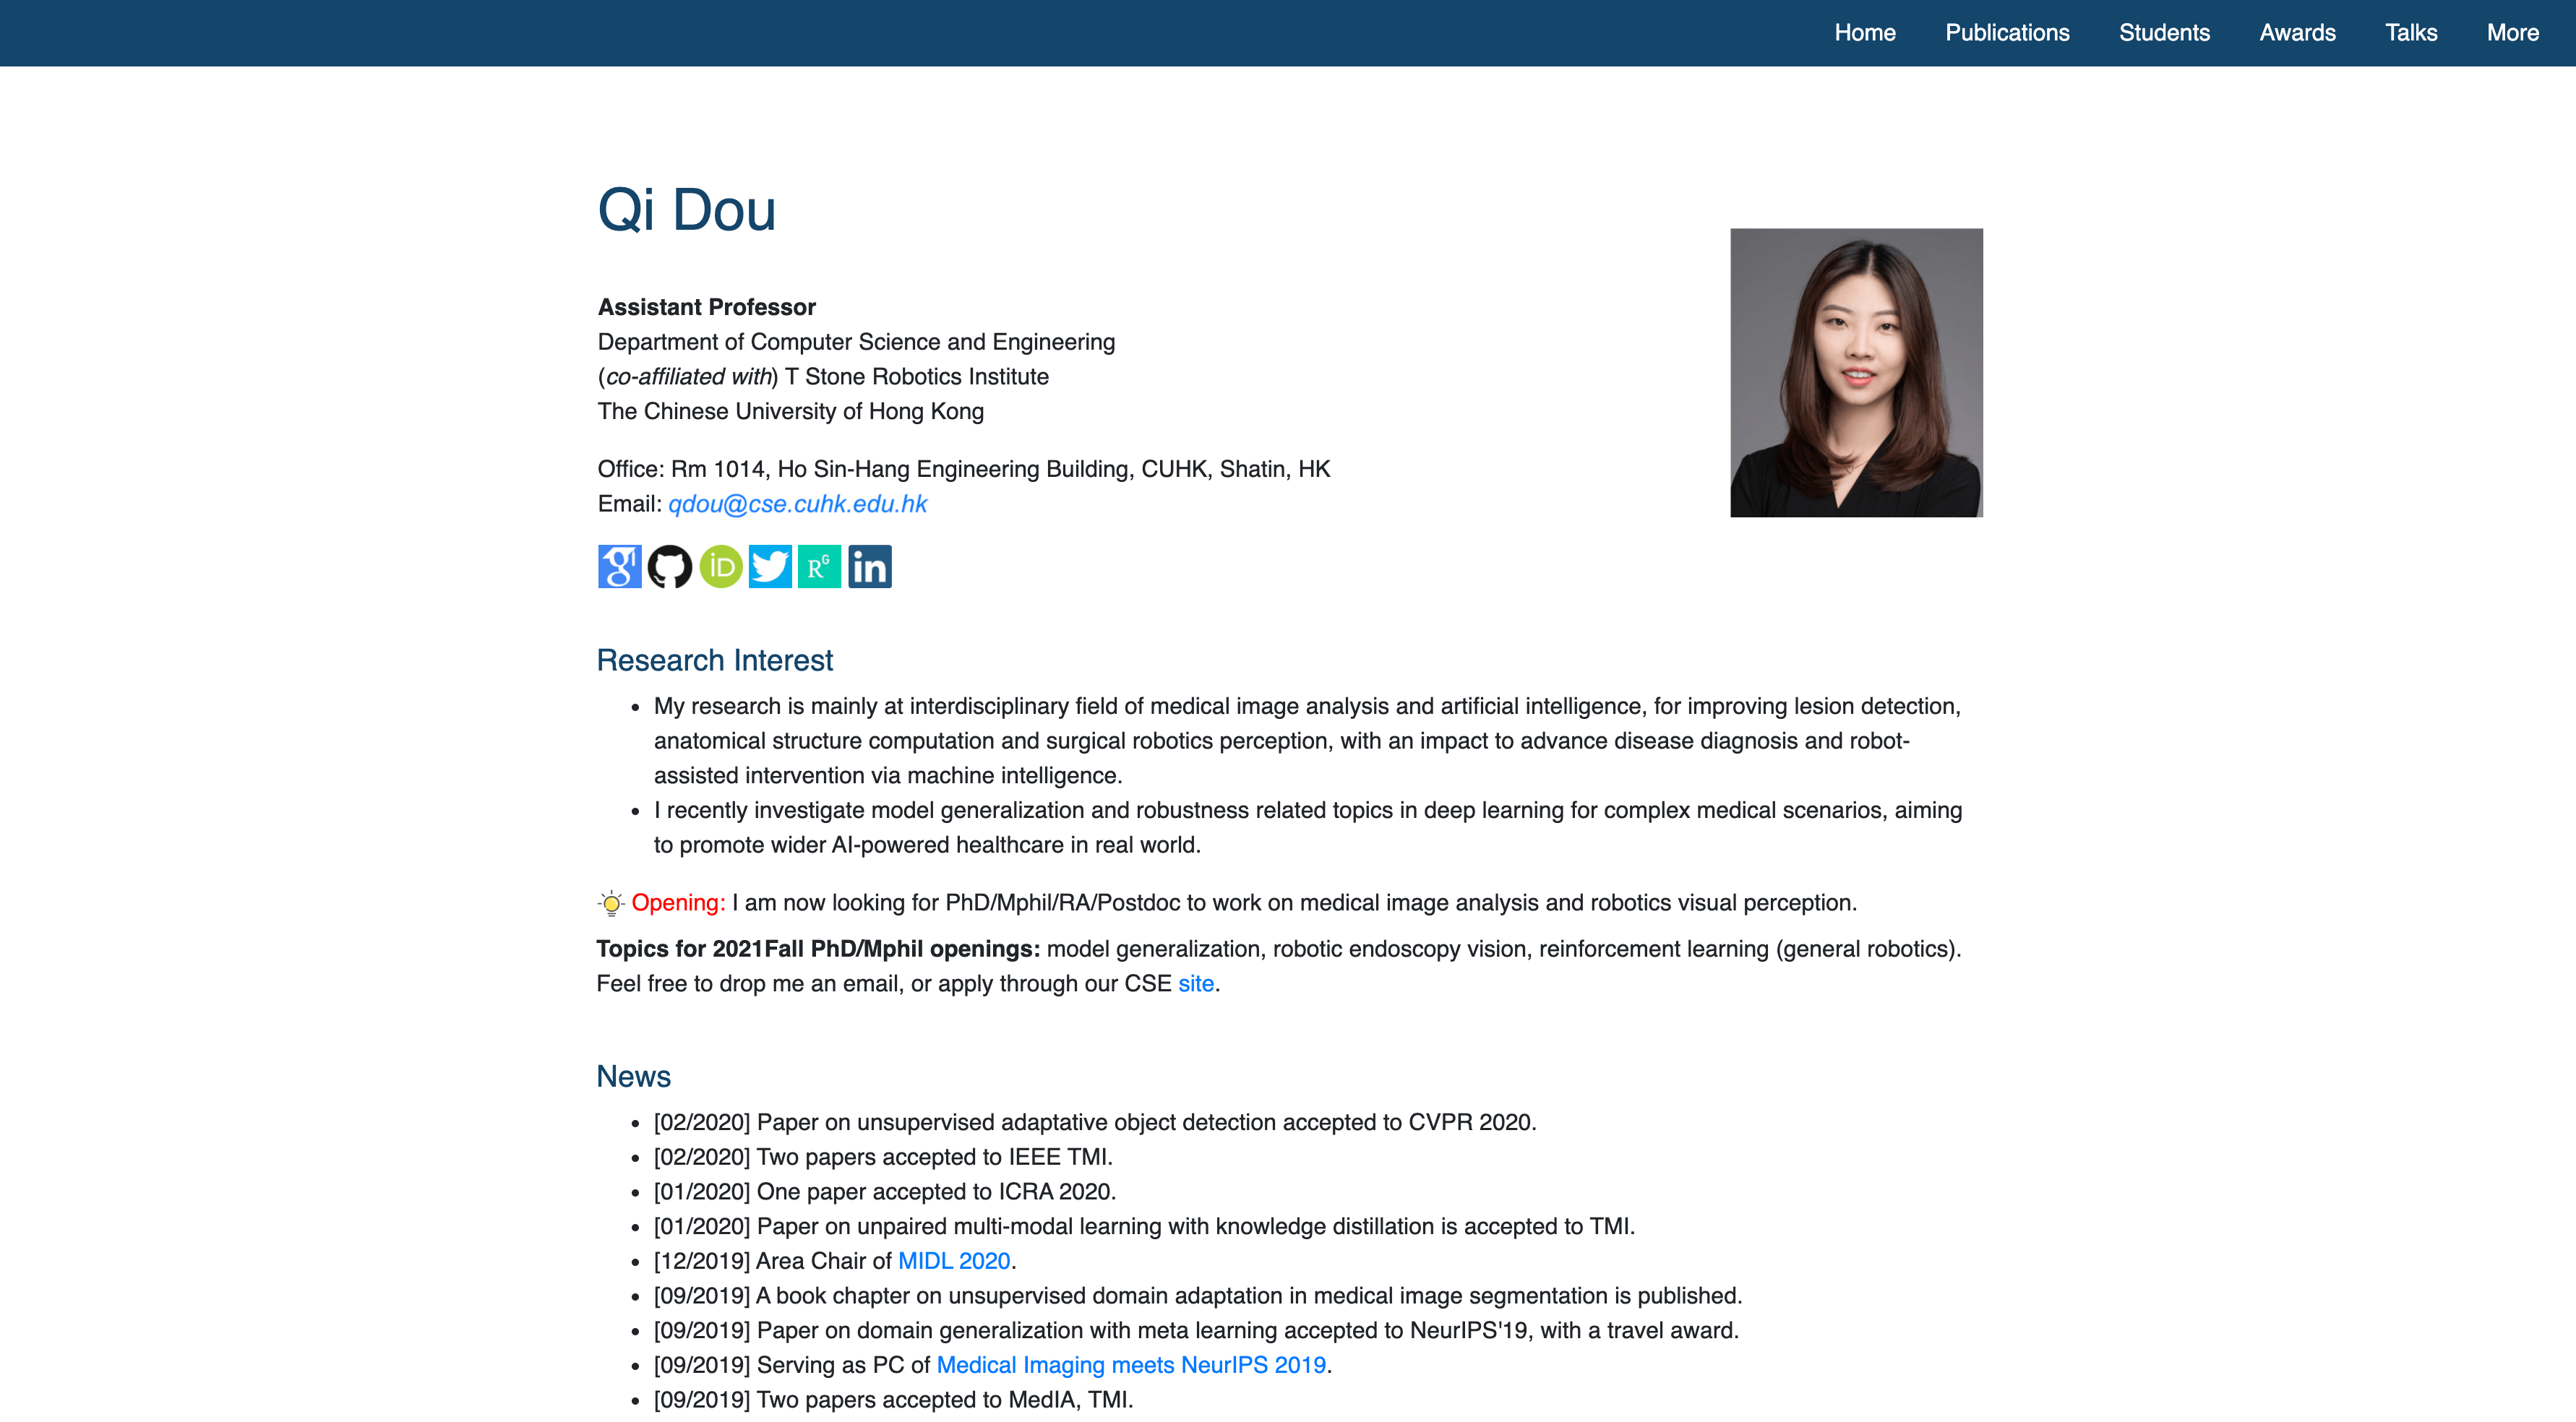 Home Publications Students Awards Talks More
Qi Dou
Assistant Professor
Department of Computer Science and Engineering
(co-affiliated with) T Stone Robotics Institute
The Chinese University of Hong Kong
Office: Rm 1014, Ho Sin-Hang Engineering Building, CUHK, Shatin, HK
Email: qdou@cse.cuhk.edu.hk
g iD RG in
Research Interest
• My research is mainly at interdisciplinary field of medical image analysis and artificial intelligence, for improving lesion detection,
anatomical structure computation and surgical robotics perception, with an impact to advance disease diagnosis and robot-
assisted intervention via machine intelligence.
• I recently investigate model generalization and robustness related topics in deep learning for complex medical scenarios, aiming
to promote wider AI-powered healthcare in real world.
Opening: I am now looking for PhD/Mphil/RA/Postdoc to work on medical image analysis and robotics visual perception.
Topics for 2021Fall PhD/Mphil openings: model generalization, robotic endoscopy vision, reinforcement learning (general robotics).
Feel free to drop me an email, or apply through our CSE site.
News
• [02/2020] Paper on unsupervised adaptative object detection accepted to CVPR 2020.
• [02/2020] Two papers accepted to IEEE TMI.
• [01/2020] One paper accepted to ICRA 2020.
• [01/2020] Paper on unpaired multi-modal learning with knowledge distillation is accepted to TMI.
• [12/2019] Area Chair of MIDL 2020.
• [09/2019] A book chapter on unsupervised domain adaptation in medical image segmentation is published.
• [09/2019] Paper on domain generalization with meta learning accepted to NeurIPS'19, with a travel award.
• [09/2019] Serving as PC of Medical Imaging meets NeurIPS 2019.
• [09/2019] Two papers accepted to MedIA, TMI.